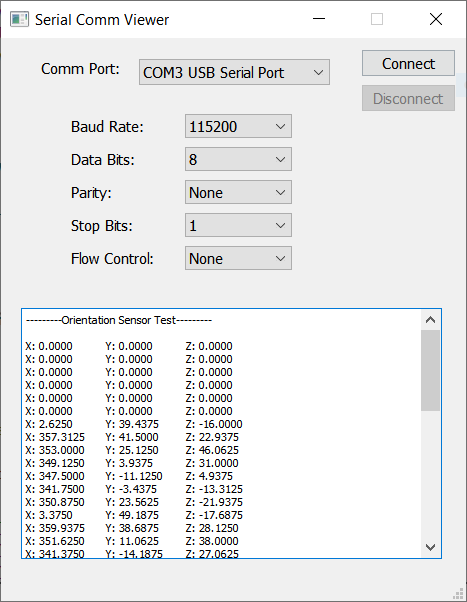 Serial Comm Viewer
Comm Port: COM3 USB Serial Port Connect
Disconnect
Baud Rate: 115200
Data Bits: 8
Parity: None
Stop Bits: 1
Flow Control: None
---------Orientation Sensor Test---------
X: 0.0000 Y: 0.0000 Z: 0.0000
X: 0.0000 Y: 0.0000 Z: 0.0000
X: 0.0000 Y: 0.0000 Z: 0.0000
X: 0.0000 Y: 0.0000 Z: 0.0000
X: 0.0000 Y: 0.0000 Z: 0.0000
X: 0.0000 Y: 0.0000 Z: 0.0000
X: 2.6250 Y: 39.4375 Z: -16.0000
X: 357.3125 Y: 41.5000 Z: 22.9375
X: 353.0000 Y: 25.1250 Z: 46.0625
X: 349.1250 Y: 3.9375 Z: 31.0000
X: 347.5000 Y: -11.1250 Z: 4.9375
X: 341.7500 Y: -3.4375 Z: -13.3125
X: 350.8750 Y: 23.5625 Z: -21.9375
X: 3.3750 Y: 49.1875 Z: -17.6875
X: 359.9375 Y: 38.6875 Z: 28.1250
X: 351.6250 Y: 11.0625 Z: 38.0000
X: 341.3750 Y: -14.1875 Z: 27.0625